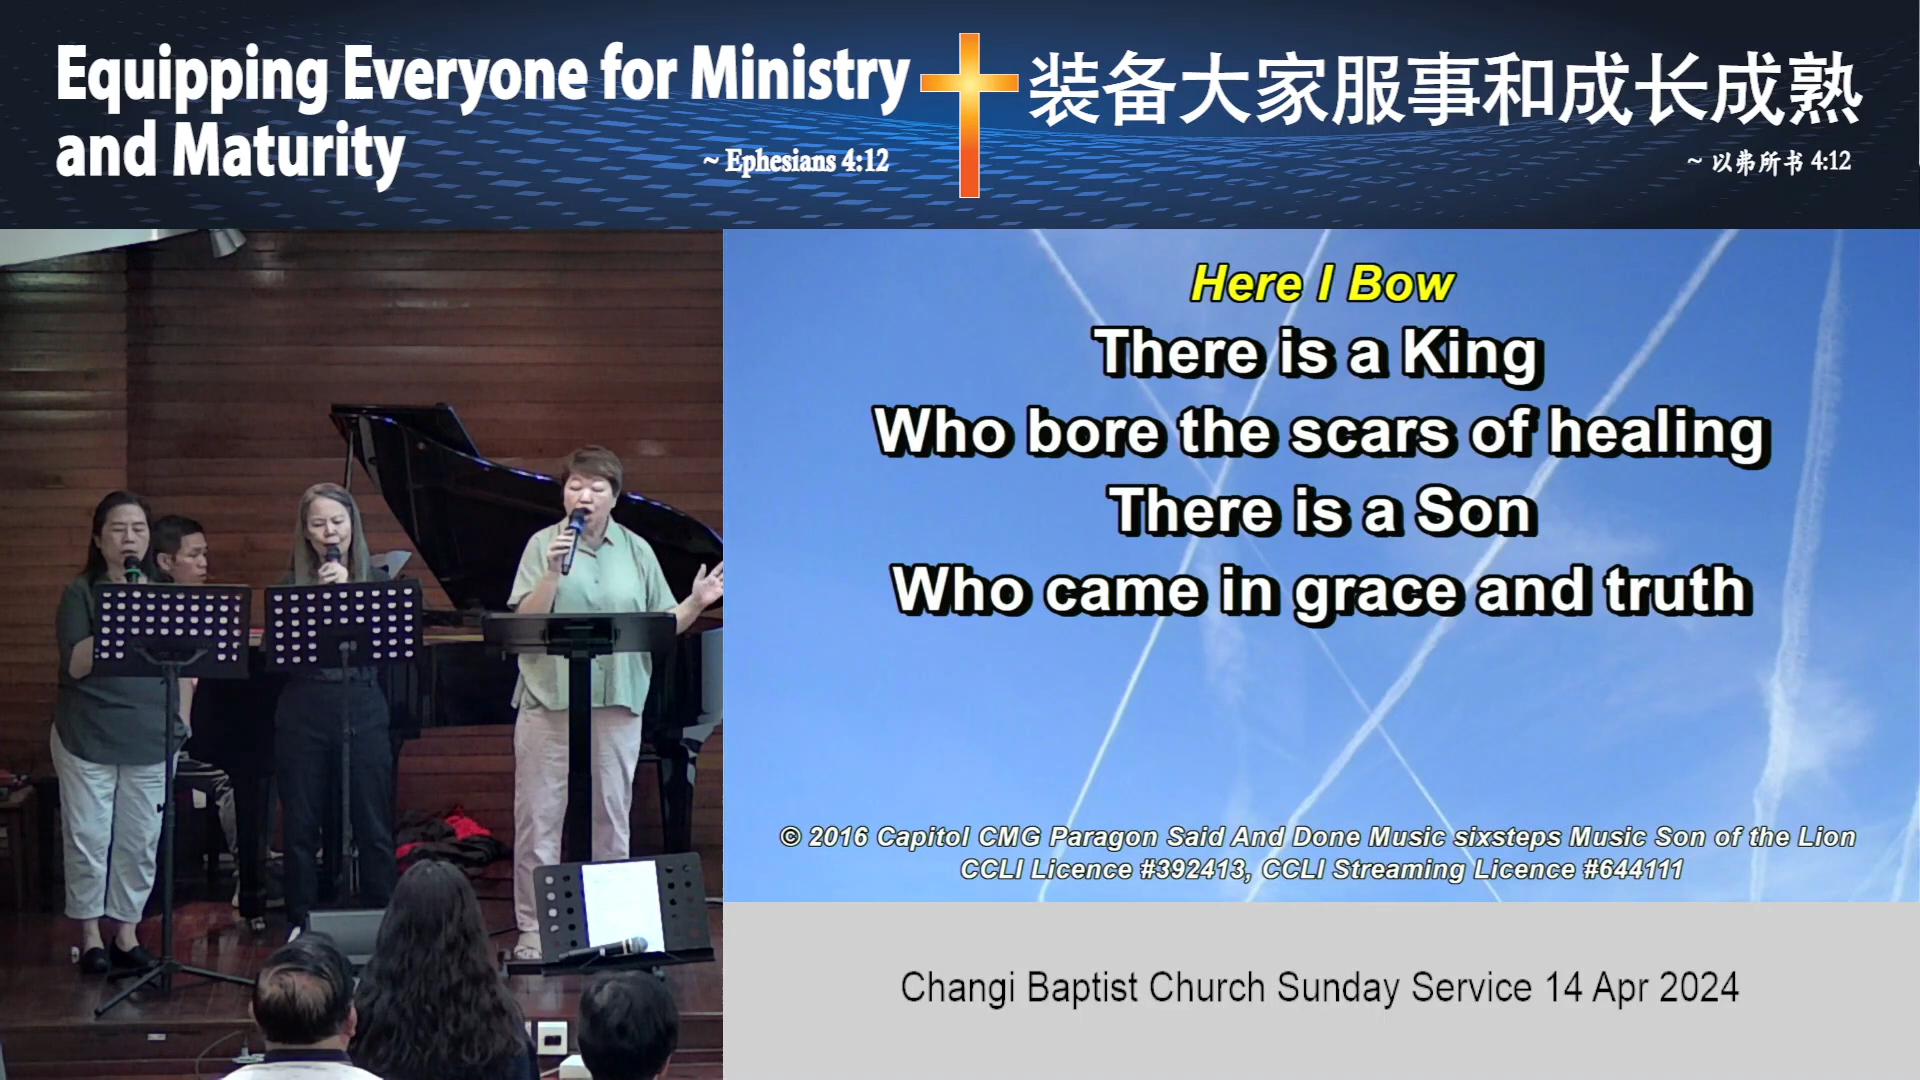 Equipping Everyone for Ministry
and Maturity
~ Ephesians 4:12
装备大家服事和成长成熟
~ 以弗所书 4:12
Here I Bow
There is a King
Who bore the scars of healing
There is a Son
Who came in grace and truth
© 2016 Capitol CMG Paragon Said And Done Music sixsteps Music Son of the Lion
CCLI Licence #392413, CCLI Streaming Licence #644111
Changi Baptist Church Sunday Service 14 Apr 2024